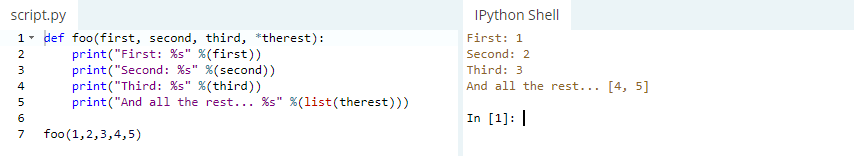 script.py
1 def foo(first, second, third, *therest):
2     print("First: %s" %(first))
3     print("Second: %s" %(second))
4     print("Third: %s" %(third))
5     print("And all the rest... %s" %(list(therest)))
6
7 foo(1,2,3,4,5)
IPython Shell
First: 1
Second: 2
Third: 3
And all the rest... [4, 5]
In [1]: